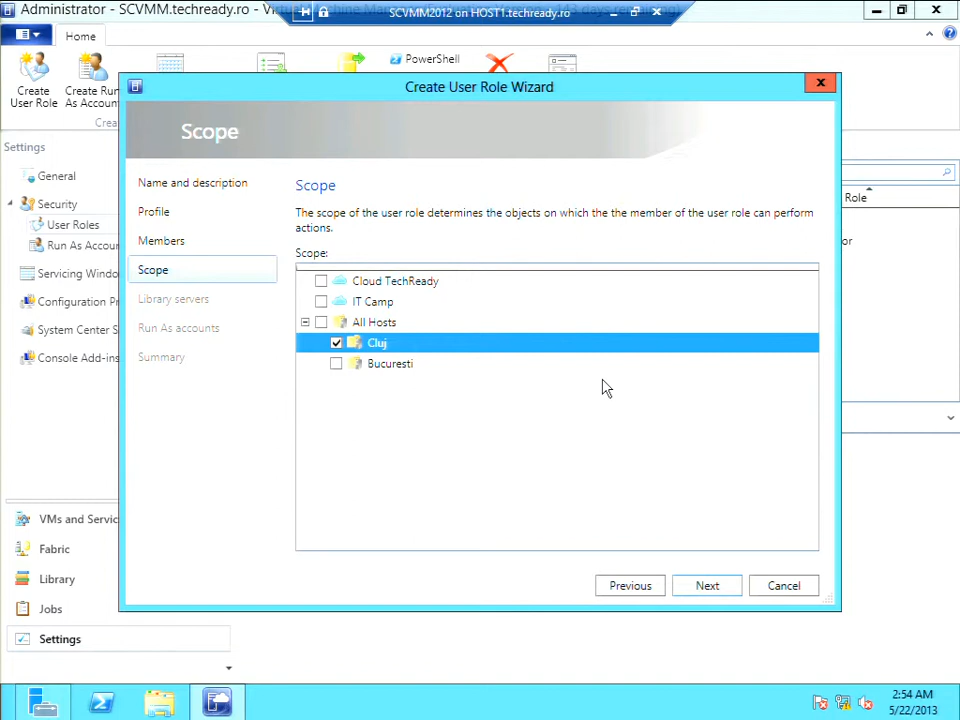 Administrator - SCVMM.techready.ro - Vir
SCVMM2012 on HOST1.techready.ro
Home
PowerShell
Create
User Role
Create Run
As Accoun
Crea
Create User Role Wizard
Scope
Settings
General
Security
User Roles
Run As Accou
Servicing Windo
Configuration P
System Center S
Console Add-ins
Name and description
Profile
Members
Scope
Library servers
Run As accounts
Summary
Scope
The scope of the user role determines the objects on which the the member of the user role can perform
actions.
Scope:
Cloud TechReady
IT Camp
All Hosts
Cluj
Bucuresti
Role
or
VMs and Servic
Fabric
Library
Jobs
Settings
Previous
Next
Cancel
2:54 AM
5/22/2013